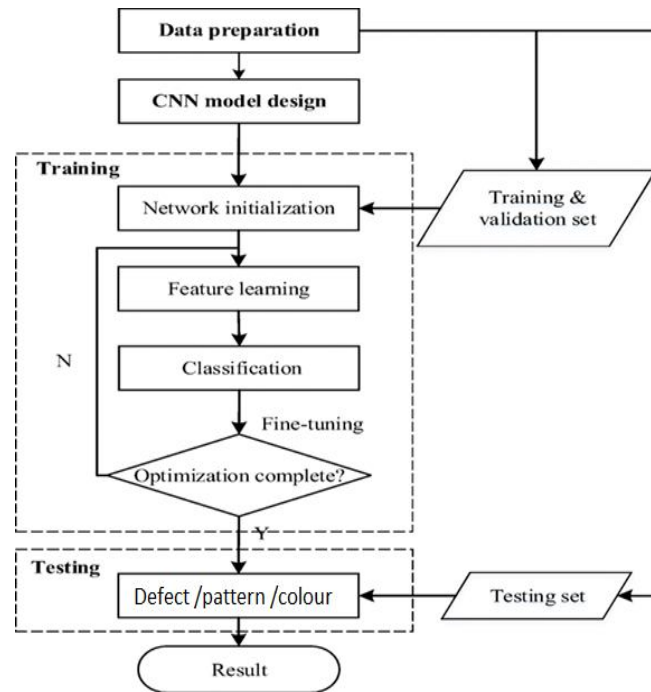 Data preparation
CNN model design
Training
Network initialization
Training &
validation set
Feature learning
N
Classification
Fine-tuning
Optimization complete?
Y
Testing
Defect /pattern /colour
Testing set
Result